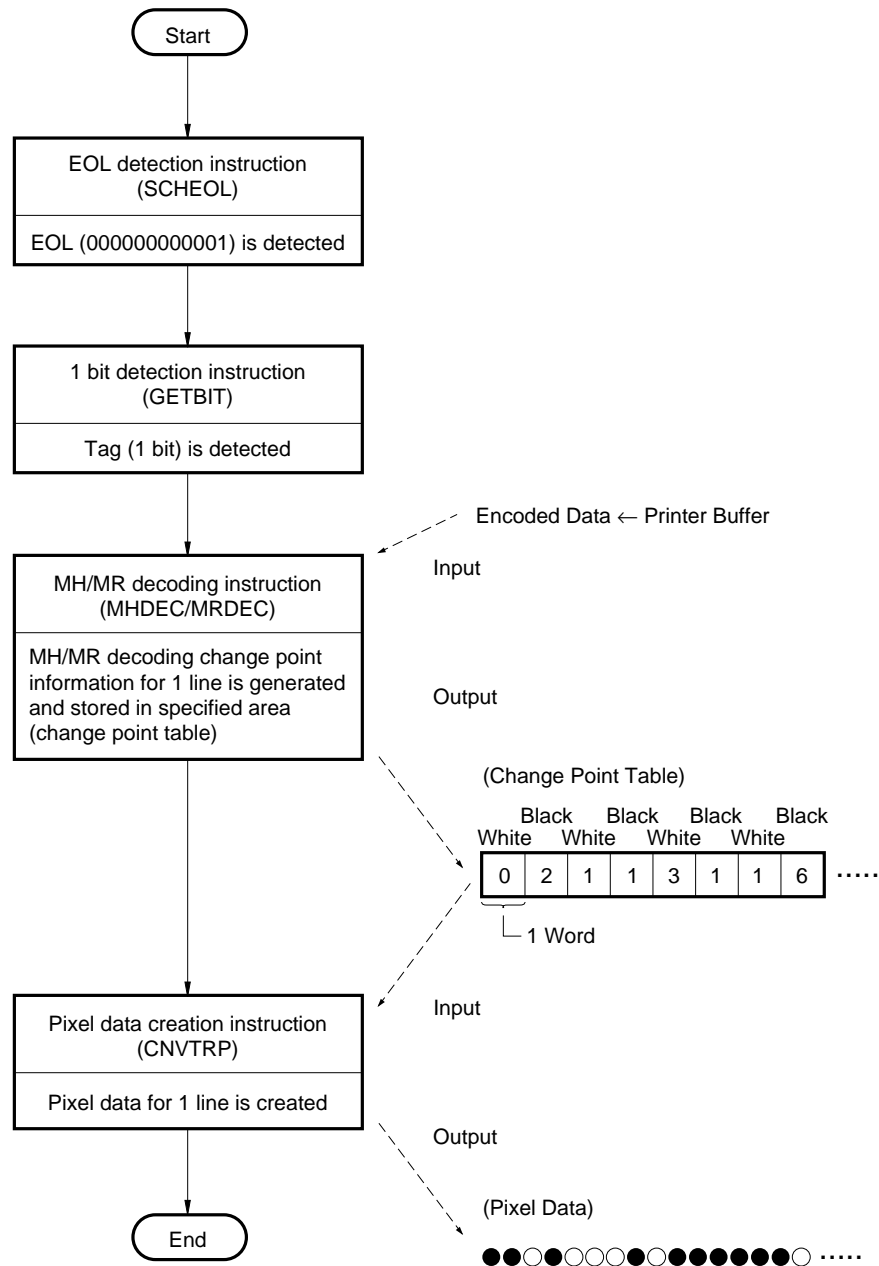 Start
EOL detection instruction
(SCHEOL)
EOL (000000000001) is detected
1 bit detection instruction
(GETBIT)
Tag (1 bit) is detected
Encoded Data ← Printer Buffer
Input
MH/MR decoding instruction
(MHDEC/MRDEC)
MH/MR decoding change point
information for 1 line is generated
and stored in specified area
(change point table)
Output
(Change Point Table)
Black Black Black Black
White White White White
0 2 1 1 3 1 1 6 .....
1 Word
Input
Pixel data creation instruction
(CNVTRP)
Pixel data for 1 line is created
Output
(Pixel Data)
.....
End